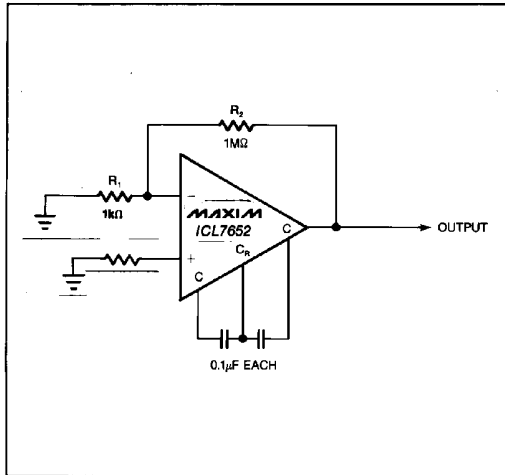 R2
1MΩ
R1
1kΩ
−
MAXIM
ICL7652
C
OUTPUT
CR
+
C
0.1µF EACH